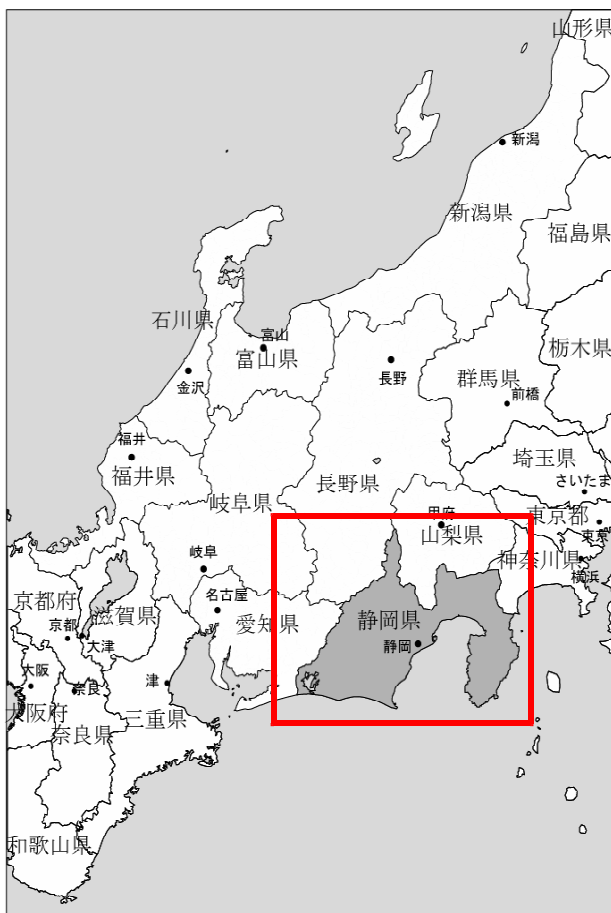 山形県
新潟
新潟県
福島県
石川県
富山
富山県
栃木県
長野
群馬県
前橋
金沢
福井
福井県
埼玉県
さいたま
長野県
岐阜県
甲府
山梨県
東京都
東京
神奈川県
横浜
岐阜
京都府
滋賀県
名古屋
愛知県
静岡県
静岡
京都
大津
大阪
奈良
津
大阪府
三重県
奈良県
和歌山県